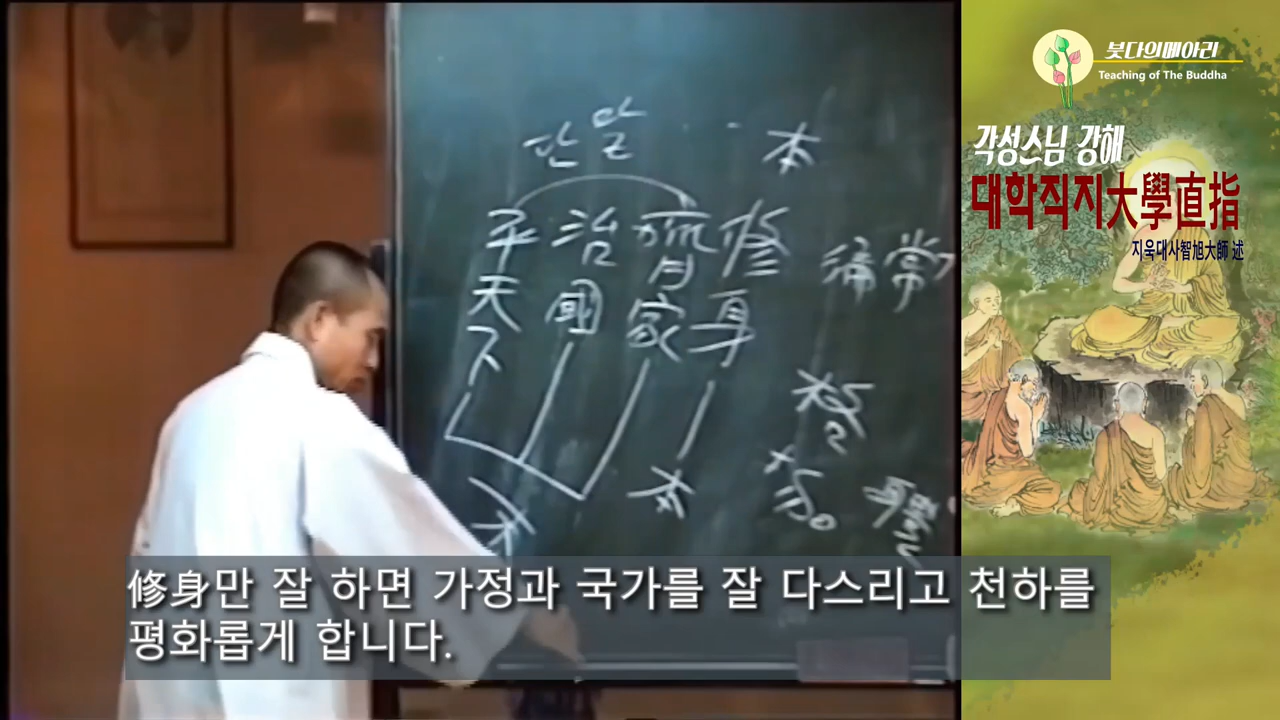 붓다의메아리
Teaching of The Buddha
각성스님 강해
대학직지大學直指
지욱대사智旭大師 述
本
修身
齊家
治國
平天下
本
末
修身만 잘 하면 가정과 국가를 잘 다스리고 천하를
평화롭게 합니다.